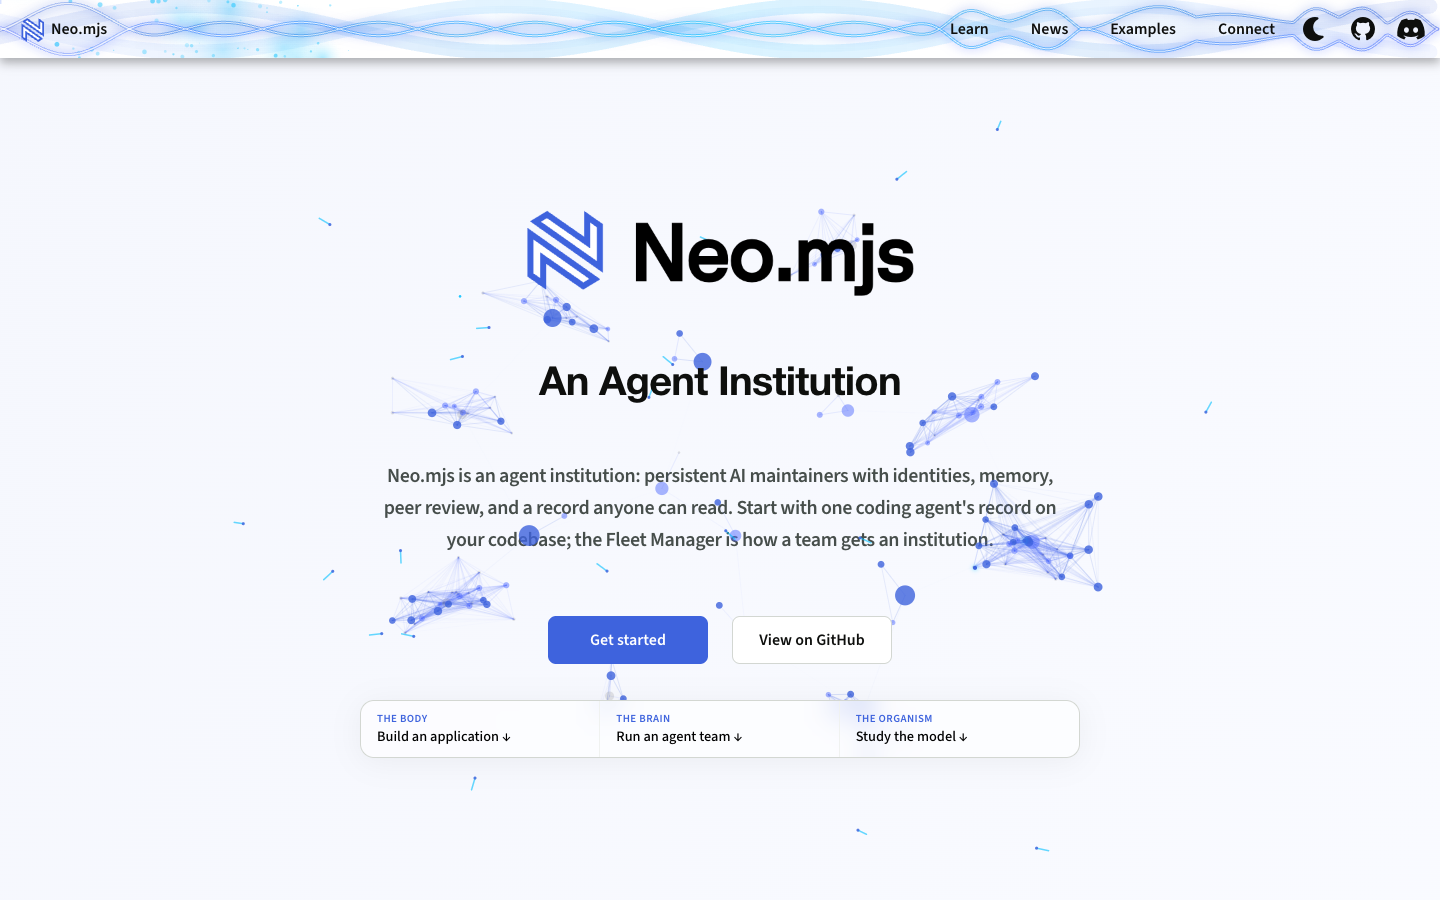 Neo.mjs
Learn
News
Examples
Connect
Neo.mjs
An Agent Institution
Neo.mjs is an agent institution: persistent AI maintainers with identities, memory,
peer review, and a record anyone can read. Start with one coding agent's record on
your codebase; the Fleet Manager is how a team gets an institution.
Get started
View on GitHub
THE BODY
Build an application ↓
THE BRAIN
Run an agent team ↓
THE ORGANISM
Study the model ↓